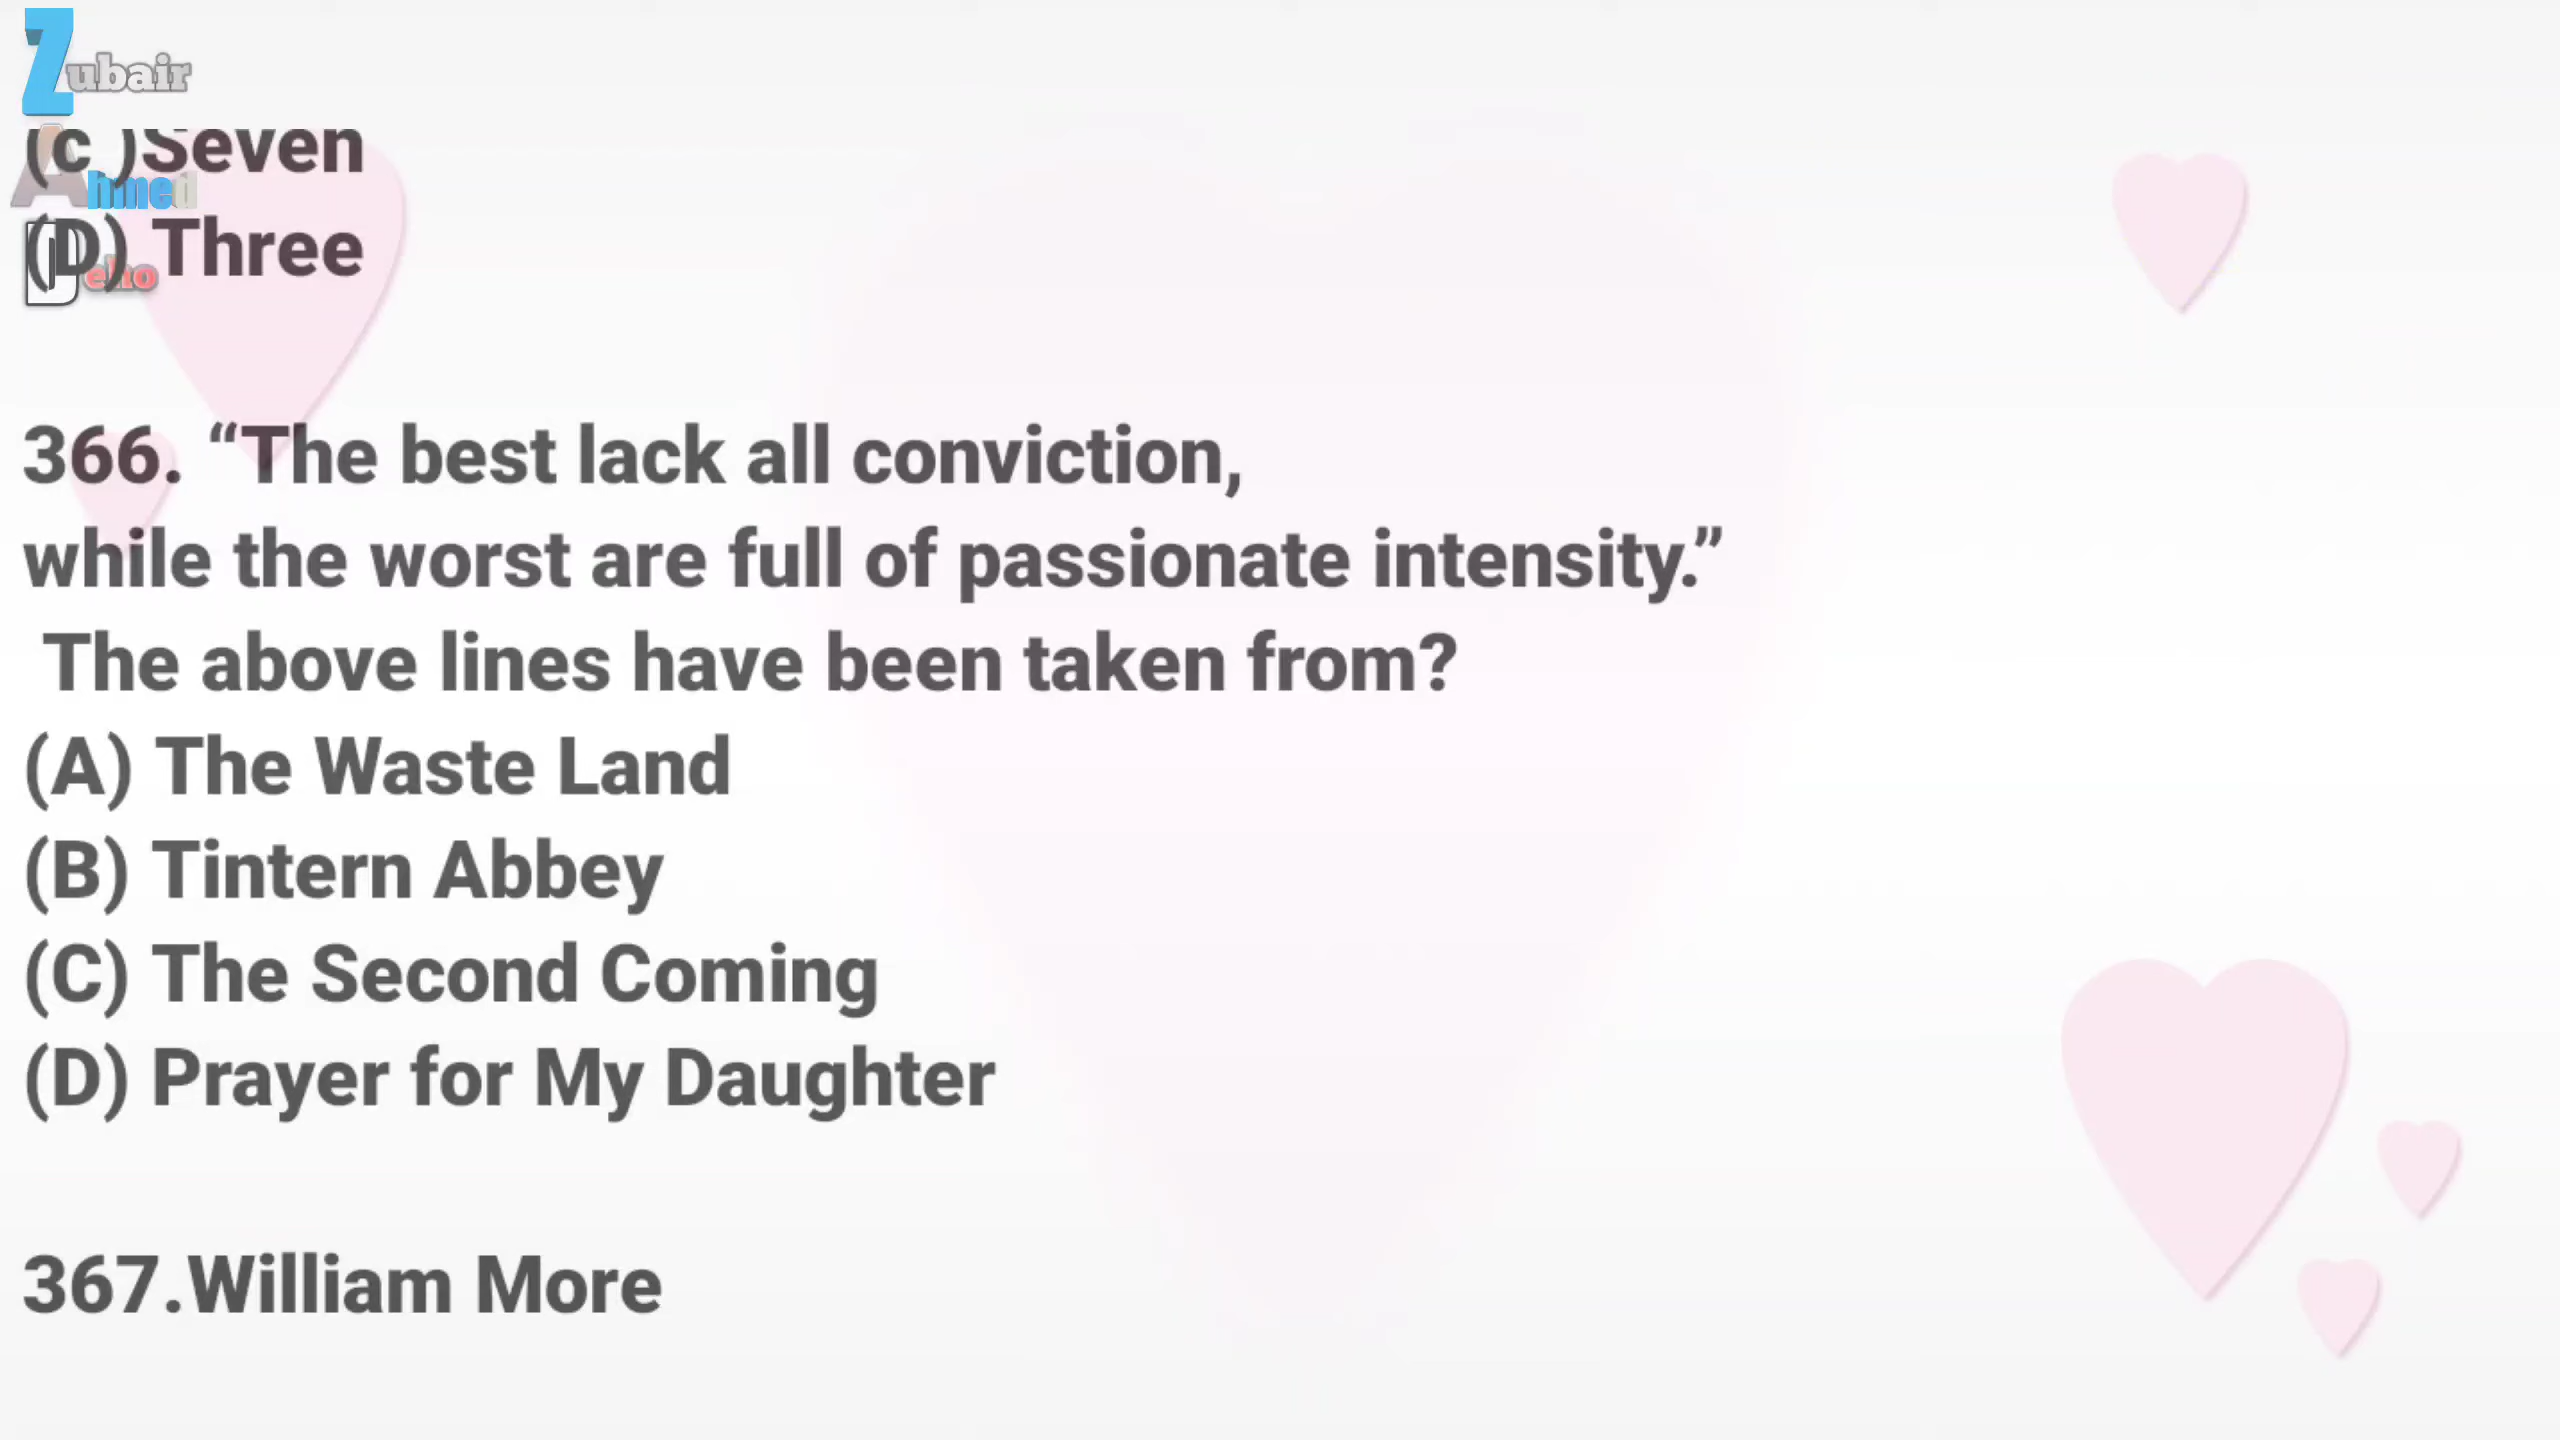 Zubair
(c )Seven
Ahmed
(D) Three
Deho
366. “The best lack all conviction,
while the worst are full of passionate intensity.”
The above lines have been taken from?
(A) The Waste Land
(B) Tintern Abbey
(C) The Second Coming
(D) Prayer for My Daughter
367.William More